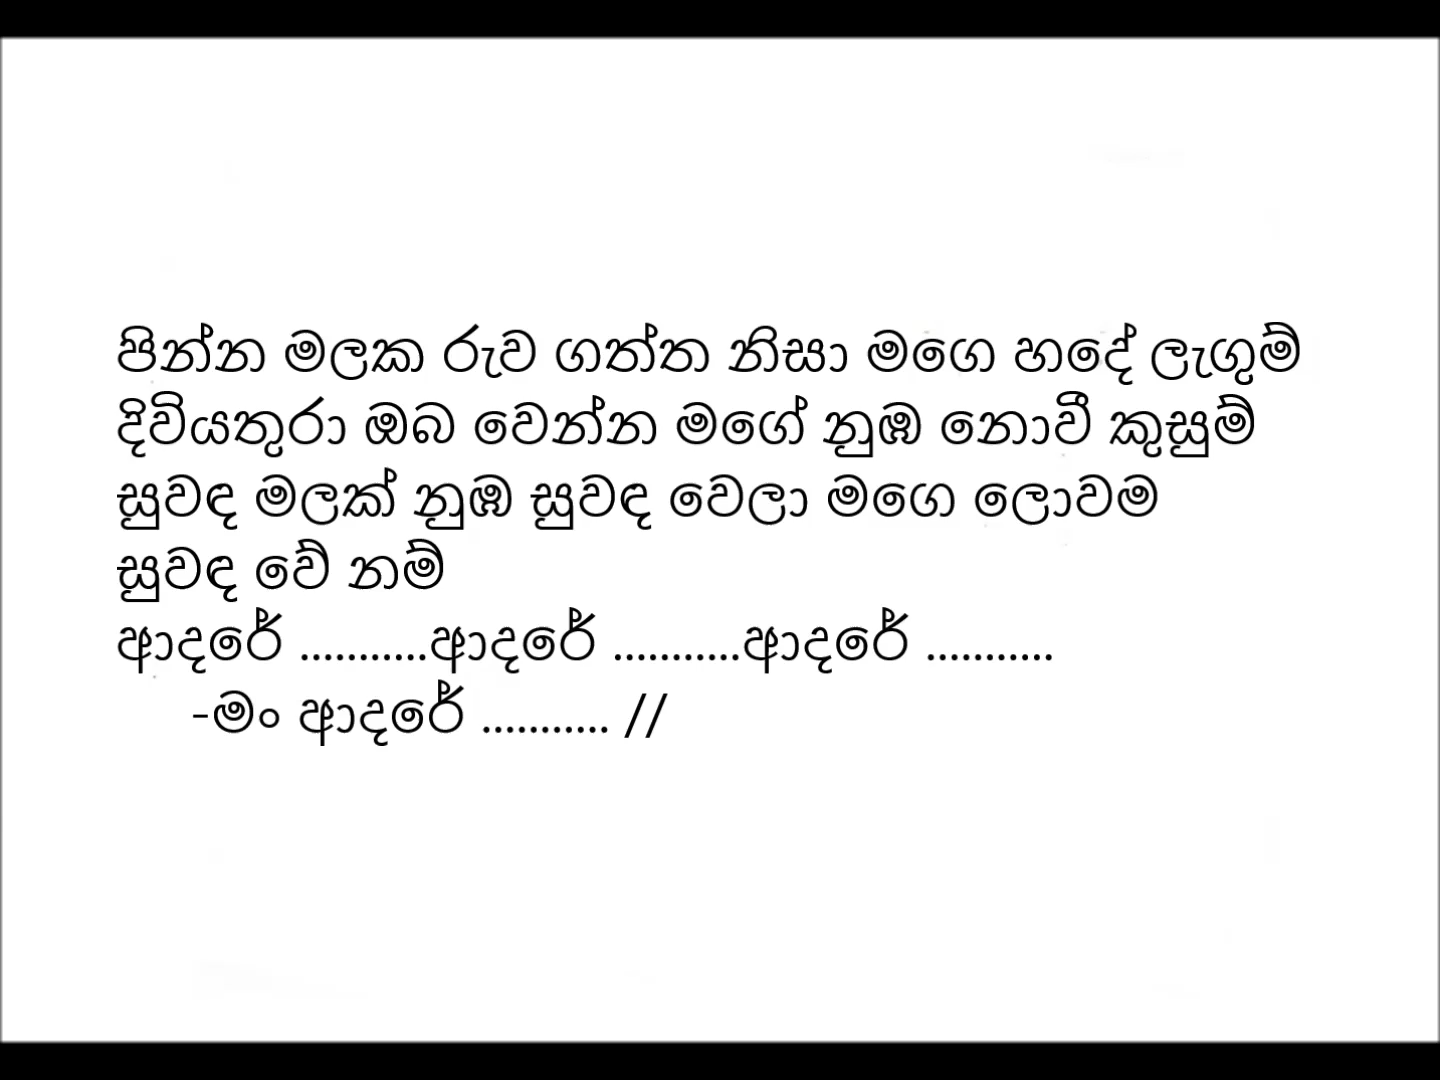 පින්න මලක රුව ගත්ත නිසා මගෙ හදේ ලැගුම්
දිවියතුරා ඔබ වෙන්න මගේ නුඹ නොවී කුසුම්
සුවඳ මලක් නුඹ සුවඳ වෙලා මගෙ ලොවම
සුවඳ වේ නම්
ආදරේ ...........ආදරේ ...........ආදරේ ...........
-මං ආදරේ ........... //